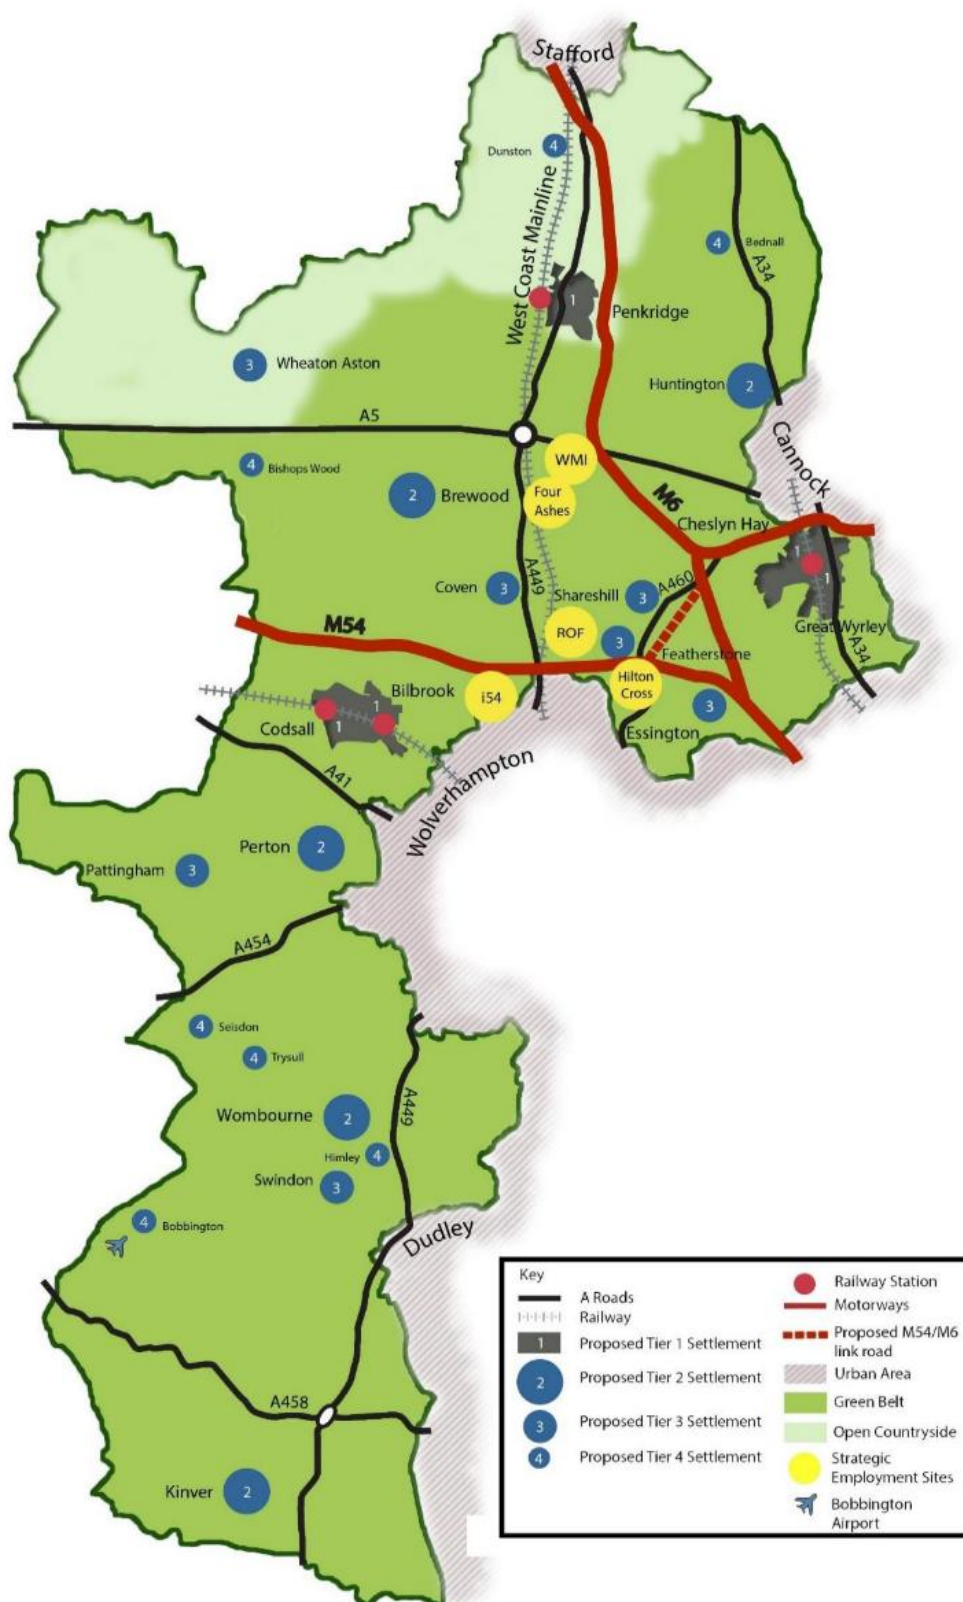 Stafford
Dunston
4
West Coast Mainline
4
Bednall
A34
1
Penkridge
3
Wheaton Aston
Huntington
2
A5
Cannock
4
Bishops Wood
WMI
2
Brewood
Four
Ashes
M6
Cheslyn Hay
A449
Coven
3
Shareshill
3
A460
1
1
Great Wyrley
A34
M54
ROF
3
Featherstone
Hilton
Cross
3
Essington
i54
Bilbrook
1
Codsall
1
A41
Wolverhampton
Perton
2
Pattingham
3
A454
4
Seisdon
4
Trysull
Wombourne
2
A449
Himley
4
Swindon
3
4
Bobbington
Dudley
A458
Kinver
2
Key
A Roads
Railway
1
Proposed Tier 1 Settlement
2
Proposed Tier 2 Settlement
3
Proposed Tier 3 Settlement
4
Proposed Tier 4 Settlement
Railway Station
Motorways
Proposed M54/M6
link road
Urban Area
Green Belt
Open Countryside
Strategic
Employment Sites
Bobbington
Airport